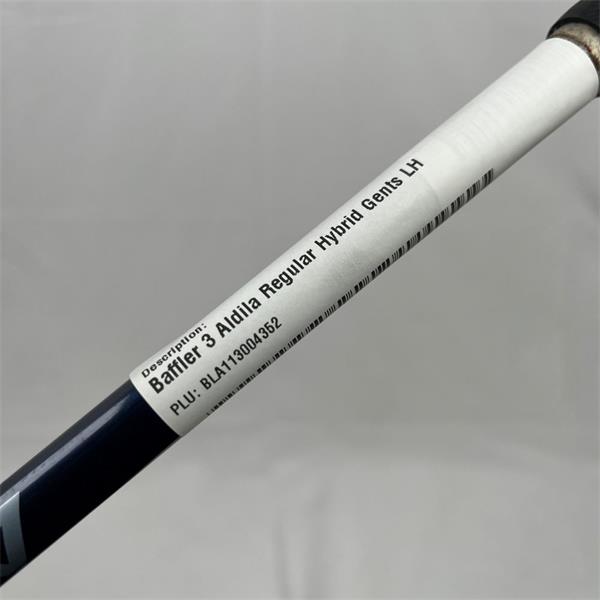 Description:
Baffler 3 Aldila Regular Hybrid Gents LH
PLU: BLA113004352